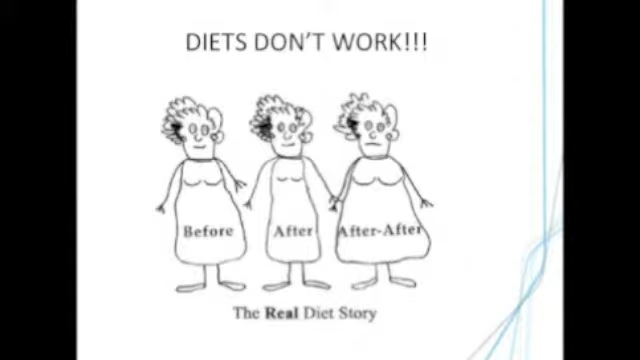 DIETS DON'T WORK!!!
Before After After-After
The Real Diet Story